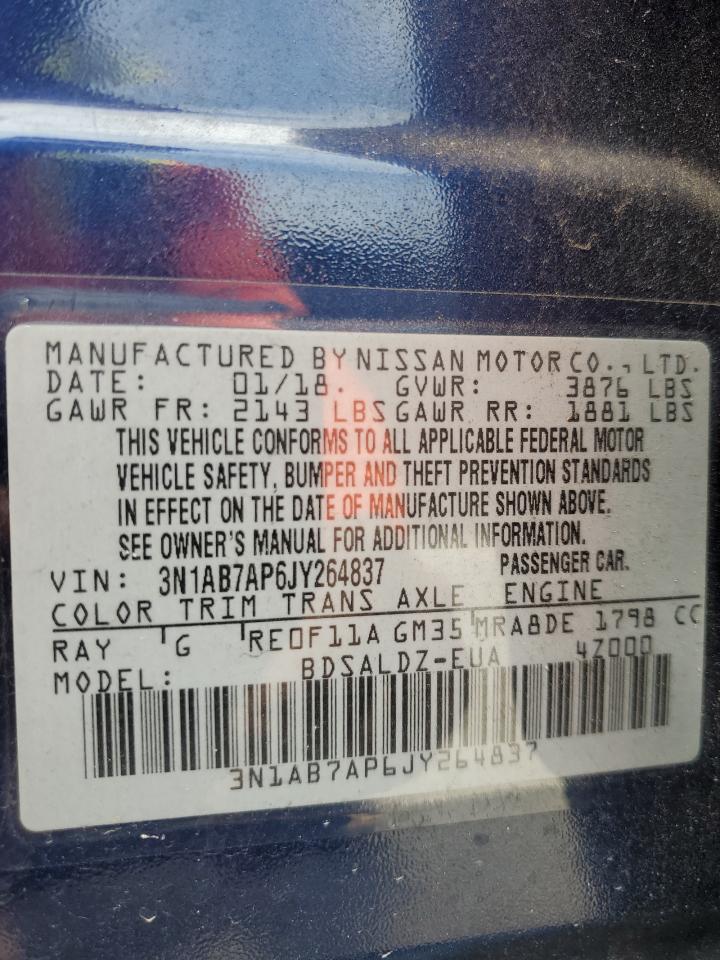 MANUFACTURED BY NISSAN MOTOR CO., LTD.
DATE: 01/18. GVWR: 3876 LBS
GAWR FR: 2143 LBS GAWR RR: 1881 LBS
THIS VEHICLE CONFORMS TO ALL APPLICABLE FEDERAL MOTOR
VEHICLE SAFETY, BUMPER AND THEFT PREVENTION STANDARDS
IN EFFECT ON THE DATE OF MANUFACTURE SHOWN ABOVE.
SEE OWNER'S MANUAL FOR ADDITIONAL INFORMATION.
VIN: 3N1AB7AP6JY264837 PASSENGER CAR.
COLOR TRIM TRANS AXLE ENGINE
RAY G RE0F11A GM35 MRA8DE 1798 CC
MODEL: BDSALDZ-EUA 4Z000
3N1AB7AP6JY264837